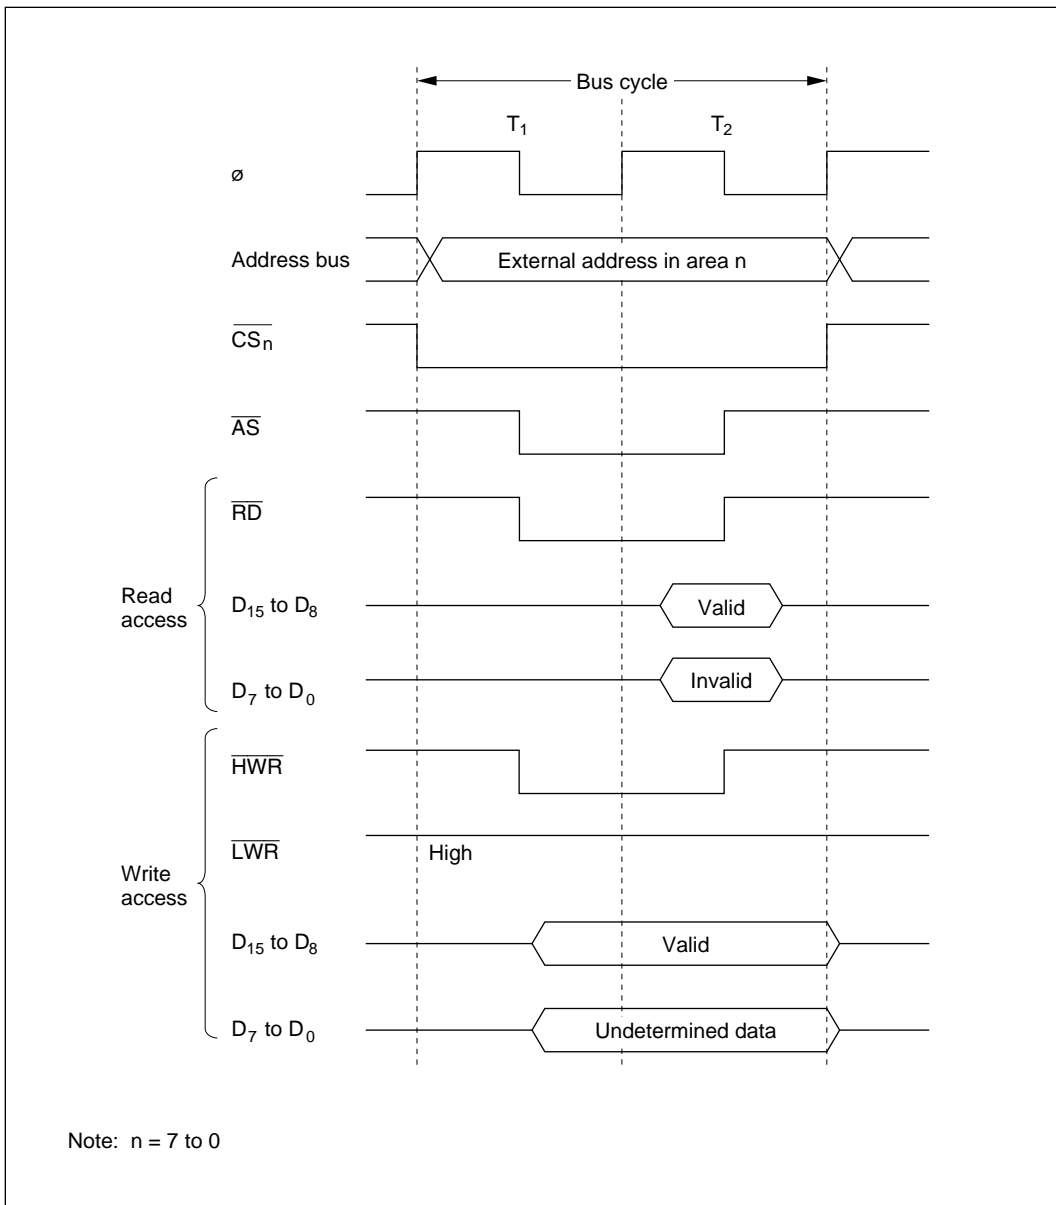 Bus cycle
T1 T2
ø
Address bus External address in area n
CSn
AS
RD
Read
access
D15 to D8 Valid
D7 to D0 Invalid
HWR
LWR High
Write
access
D15 to D8 Valid
D7 to D0 Undetermined data
Note: n = 7 to 0